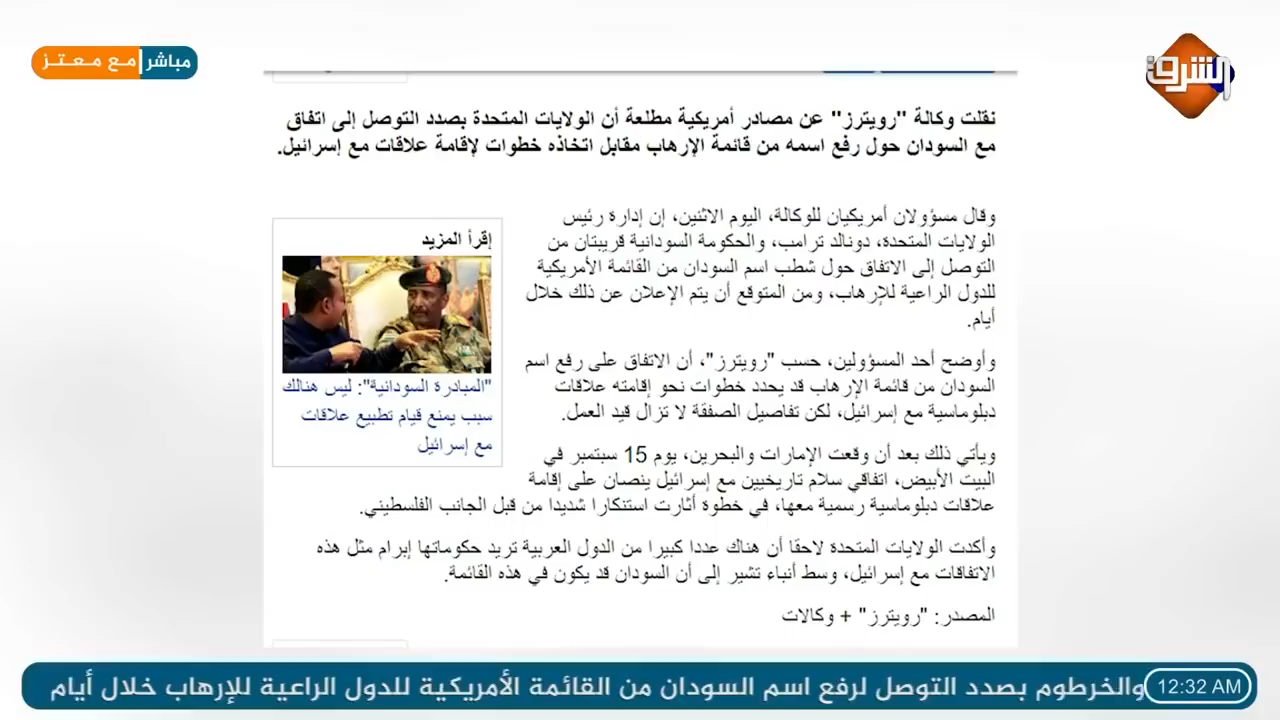 مباشر مع معتز
الشرق
نقلت وكالة "رويترز" عن مصادر أمريكية مطلعة أن الولايات المتحدة بصدد التوصل إلى اتفاق
مع السودان حول رفع اسمه من قائمة الإرهاب مقابل اتخاذه خطوات لإقامة علاقات مع إسرائيل.
وقال مسؤولان أمريكيان للوكالة، اليوم الاثنين، إن إدارة رئيس
الولايات المتحدة، دونالد ترامب، والحكومة السودانية قريبتان من
التوصل إلى الاتفاق حول شطب اسم السودان من القائمة الأمريكية
للدول الراعية للإرهاب، ومن المتوقع أن يتم الإعلان عن ذلك خلال
أيام.
إقرأ المزيد
"المبادرة السودانية": ليس هنالك
سبب يمنع قيام تطبيع علاقات
مع إسرائيل
وأوضح أحد المسؤولين، حسب "رويترز"، أن الاتفاق على رفع اسم
السودان من قائمة الإرهاب قد يحدد خطوات نحو إقامته علاقات
دبلوماسية مع إسرائيل، لكن تفاصيل الصفقة لا تزال قيد العمل.
ويأتي ذلك بعد أن وقعت الإمارات والبحرين، يوم 15 سبتمبر في
البيت الأبيض، اتفاقي سلام تاريخيين مع إسرائيل ينصان على إقامة
علاقات دبلوماسية رسمية معها، في خطوة أثارت استنكارا شديدا من قبل الجانب الفلسطيني.
وأكدت الولايات المتحدة لاحقا أن هناك عددا كبيرا من الدول العربية تريد حكوماتها إبرام مثل هذه
الاتفاقات مع إسرائيل، وسط أنباء تشير إلى أن السودان قد يكون في هذه القائمة.
المصدر: "رويترز" + وكالات
12:32 AM
والخرطوم بصدد التوصل لرفع اسم السودان من القائمة الأمريكية للدول الراعية للإرهاب خلال أيام